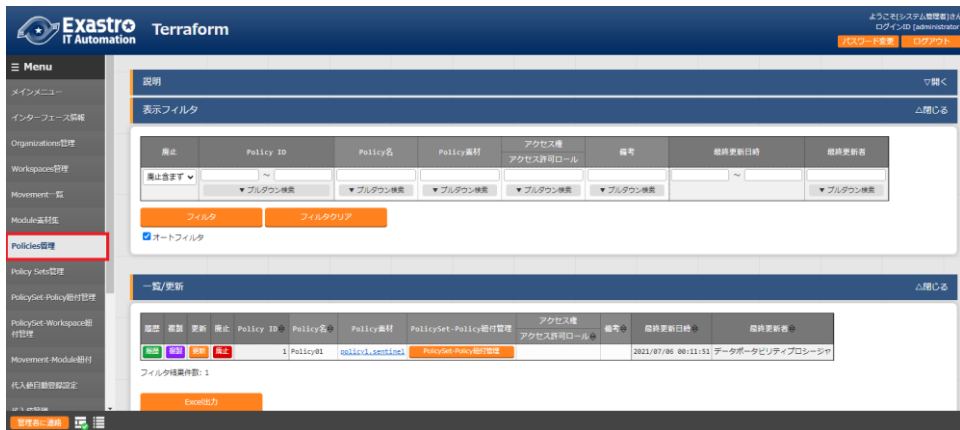 Exastro
IT Automation
Terraform
ようこそ[システム管理者]さん
ログインID [administrator
パスワード変更
ログアウト
Menu
メインメニュー
インターフェース情報
Organizations管理
Workspaces管理
Movement一覧
Module素材集
Policies管理
Policy Sets管理
PolicySet-Policy紐付管理
PolicySet-Workspace紐
付管理
Movement-Module紐付
代入値自動登録設定
説明
▽開く
表示フィルタ
△閉じる
廃止 Policy ID Policy名 Policy素材 アクセス権 備考 最終更新日時 最終更新者
アクセス許可ロール
廃止含まず ～ ～
▼ プルダウン検索 ▼ プルダウン検索 ▼ プルダウン検索 ▼ プルダウン検索 ▼ プルダウン検索 ▼ プルダウン検索
フィルタ
フィルタクリア
オートフィルタ
一覧/更新
△閉じる
履歴 複製 更新 廃止 Policy ID Policy名 Policy素材 PolicySet-Policy紐付管理 アクセス権 備考 最終更新日時 最終更新者
アクセス許可ロール
履歴 複製 更新 廃止 1 Policy01 policy1.sentinel PolicySet-Policy紐付管理 2021/07/06 00:11:51 データポータビリティプロシージャ
フィルタ結果件数: 1
Excel出力
管理者に連絡